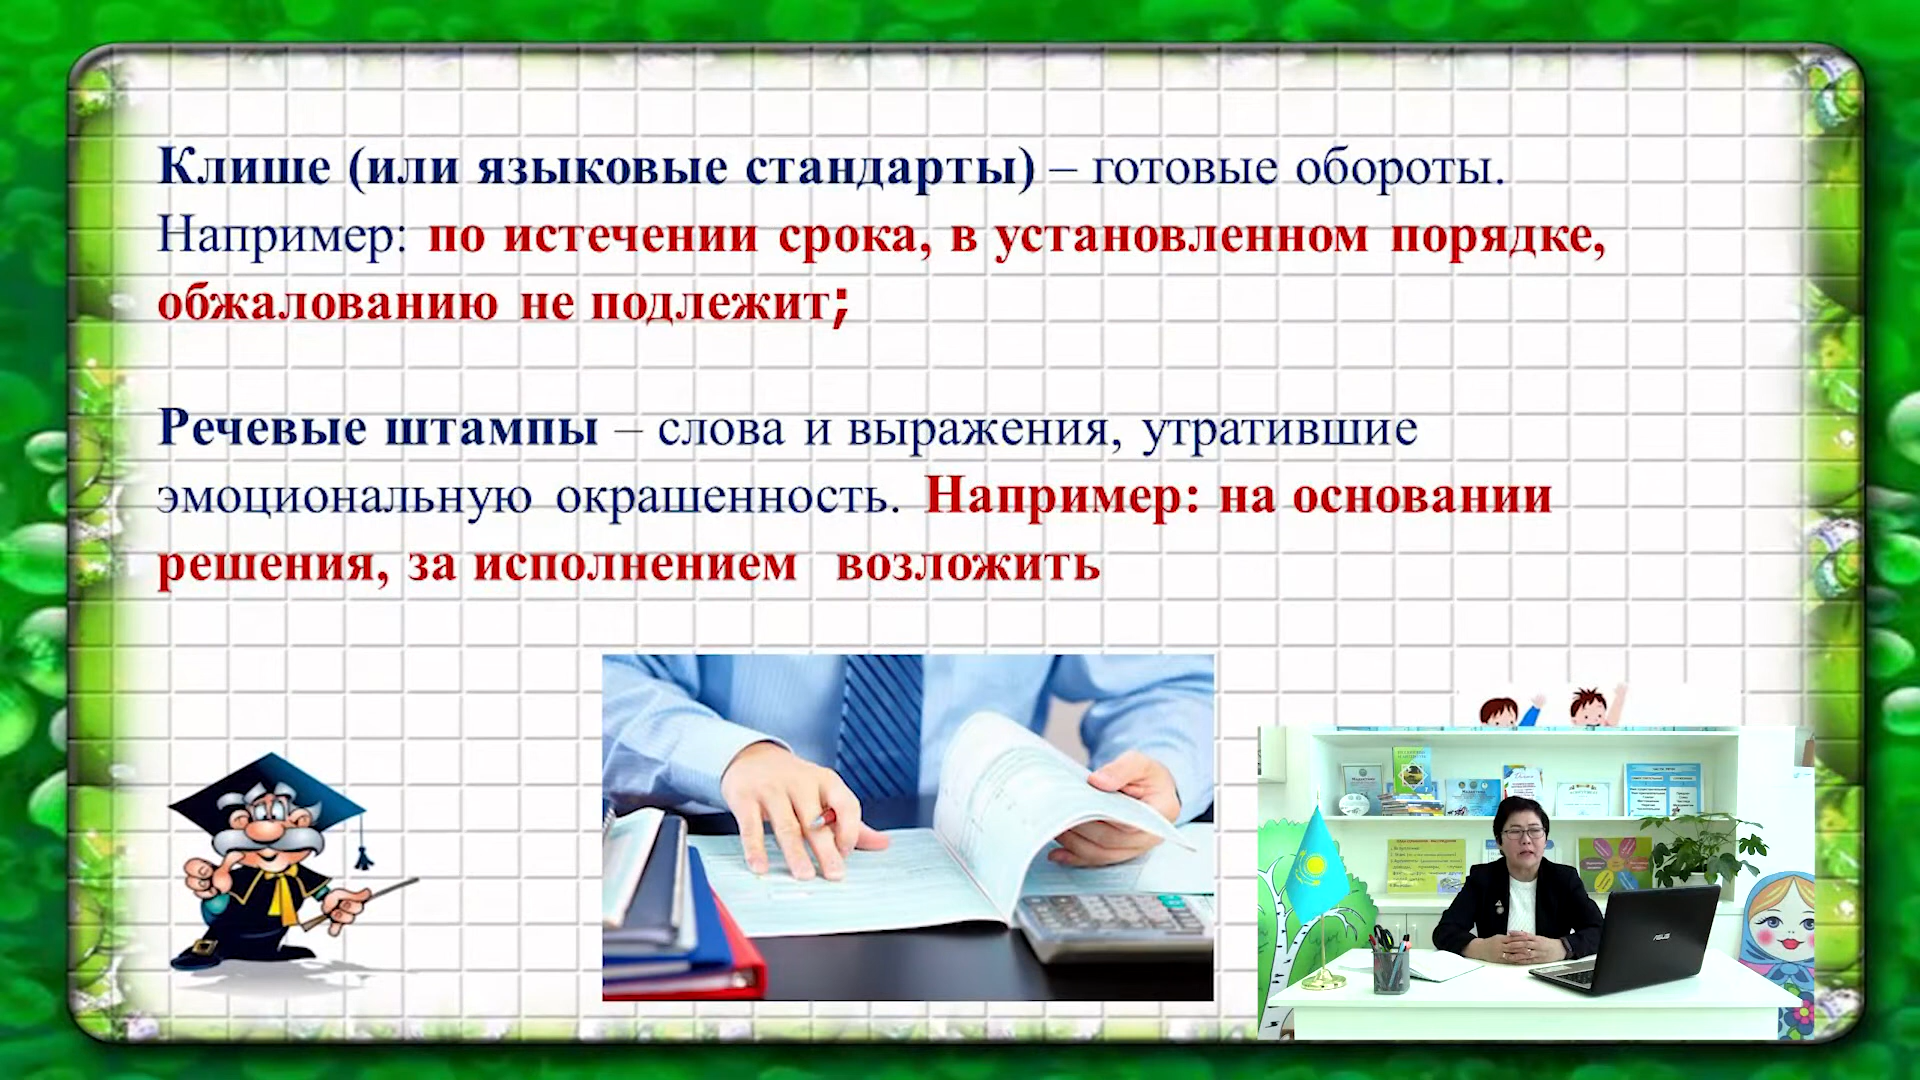 Клише (или языковые стандарты) – готовые обороты.
Например: по истечении срока, в установленном порядке,
обжалованию не подлежит;
Речевые штампы – слова и выражения, утратившие
эмоциональную окрашенность. Например: на основании
решения, за исполнением возложить
ASUS